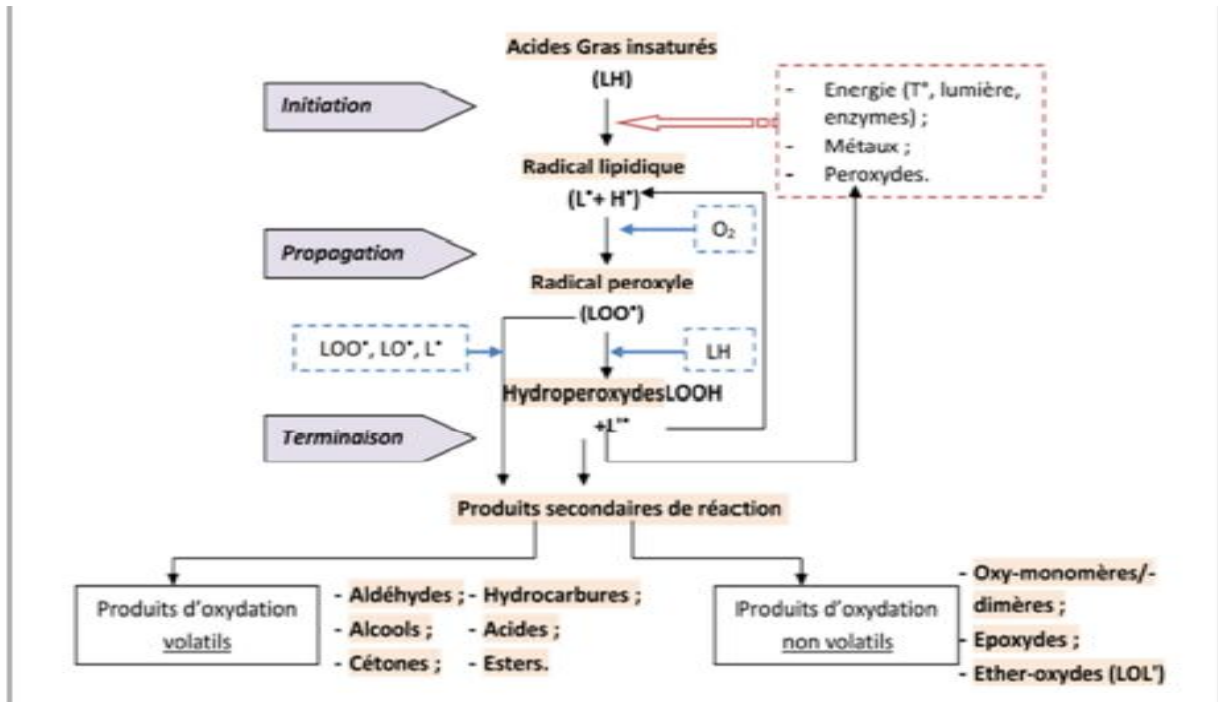 Acides Gras insaturés
(LH)
Initiation
- Energie (T°, lumière,
enzymes) ;
- Métaux ;
- Peroxydes.
Radical lipidique
(L•+ H•)
O₂
Propagation
Radical peroxyle
(LOO•)
LOO•, LO•, L•
LH
HydroperoxydesLOOH
+L'•
Terminaison
Produits secondaires de réaction
Produits d'oxydation
volatils
- Aldéhydes ; - Hydrocarbures ;
- Alcools ; - Acides ;
- Cétones ; - Esters.
Produits d'oxydation
non volatils
- Oxy-monomères/-
dimères ;
- Epoxydes ;
- Ether-oxydes (LOL')